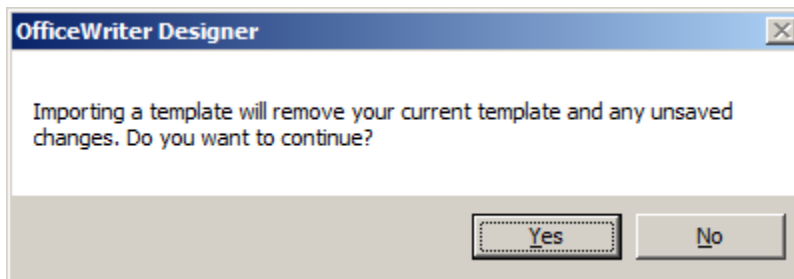 OfficeWriter Designer
Importing a template will remove your current template and any unsaved
changes. Do you want to continue?
Yes
No